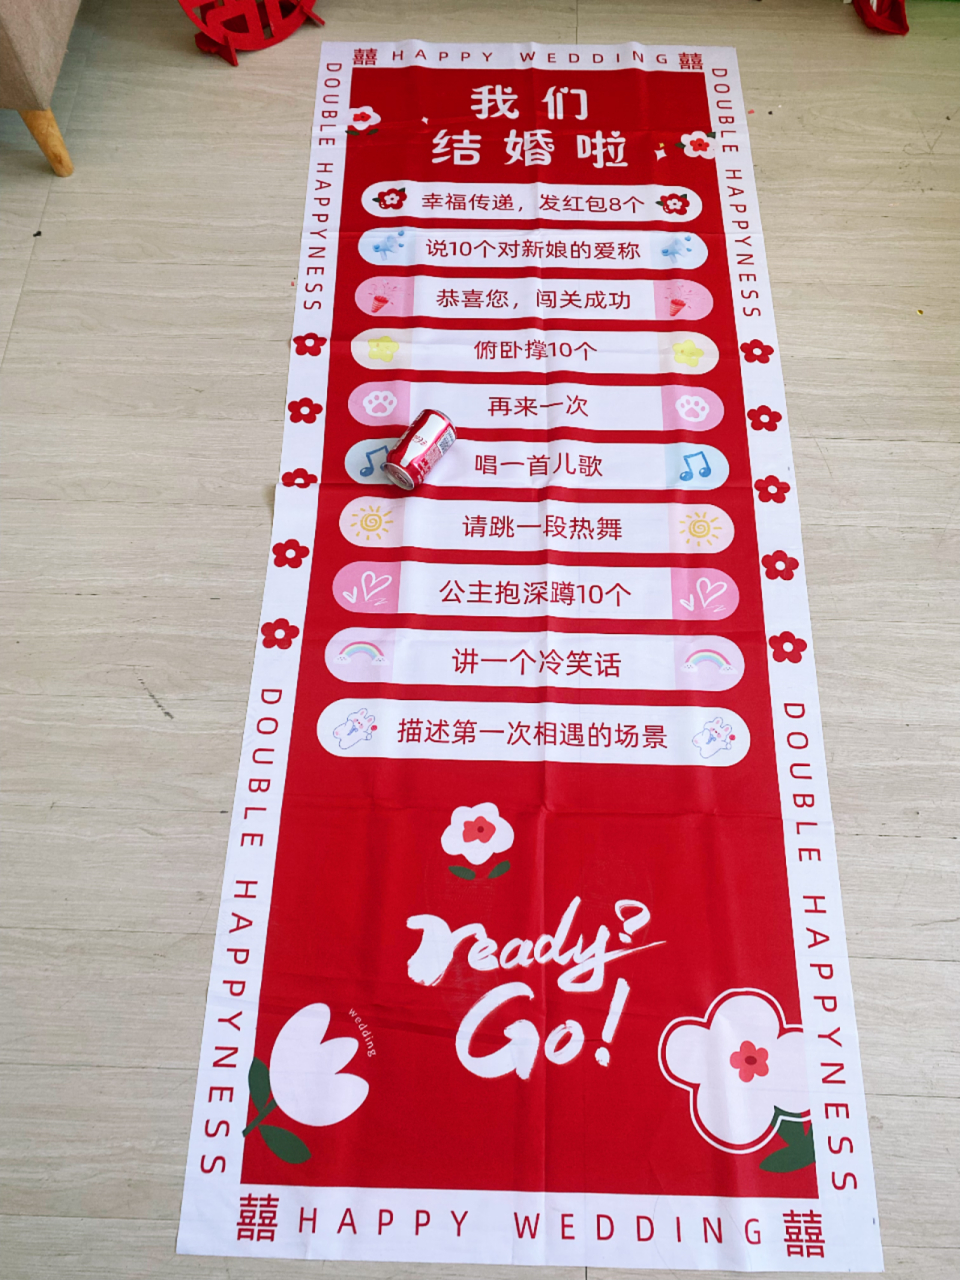 囍 HAPPY WEDDING 囍
DOUBLE HAPPYNESS
DOUBLE HAPPYNESS
我们
结婚啦
幸福传递，发红包8个
说10个对新娘的爱称
恭喜您，闯关成功
俯卧撑10个
再来一次
唱一首儿歌
请跳一段热舞
公主抱深蹲10个
讲一个冷笑话
描述第一次相遇的场景
DOUBLE HAPPYNESS
DOUBLE HAPPYNESS
ready?
Go!
wedding
囍 HAPPY WEDDING 囍